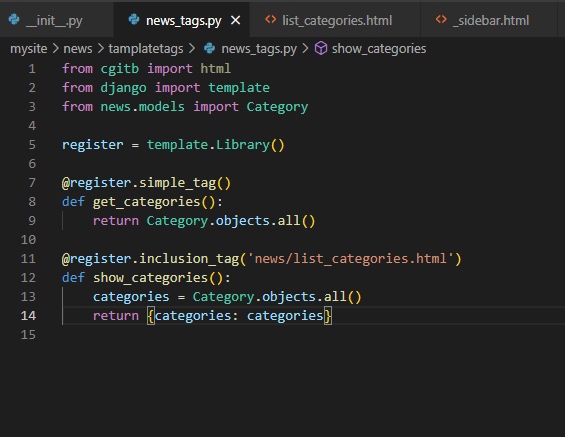 __init__.py news_tags.py × list_categories.html _sidebar.html
mysite > news > tamplatetags > news_tags.py > show_categories
1 from cgitb import html
2 from django import template
3 from news.models import Category
4
5 register = template.Library()
6
7 @register.simple_tag()
8 def get_categories():
9 return Category.objects.all()
10
11 @register.inclusion_tag('news/list_categories.html')
12 def show_categories():
13 categories = Category.objects.all()
14 return {categories: categories}
15